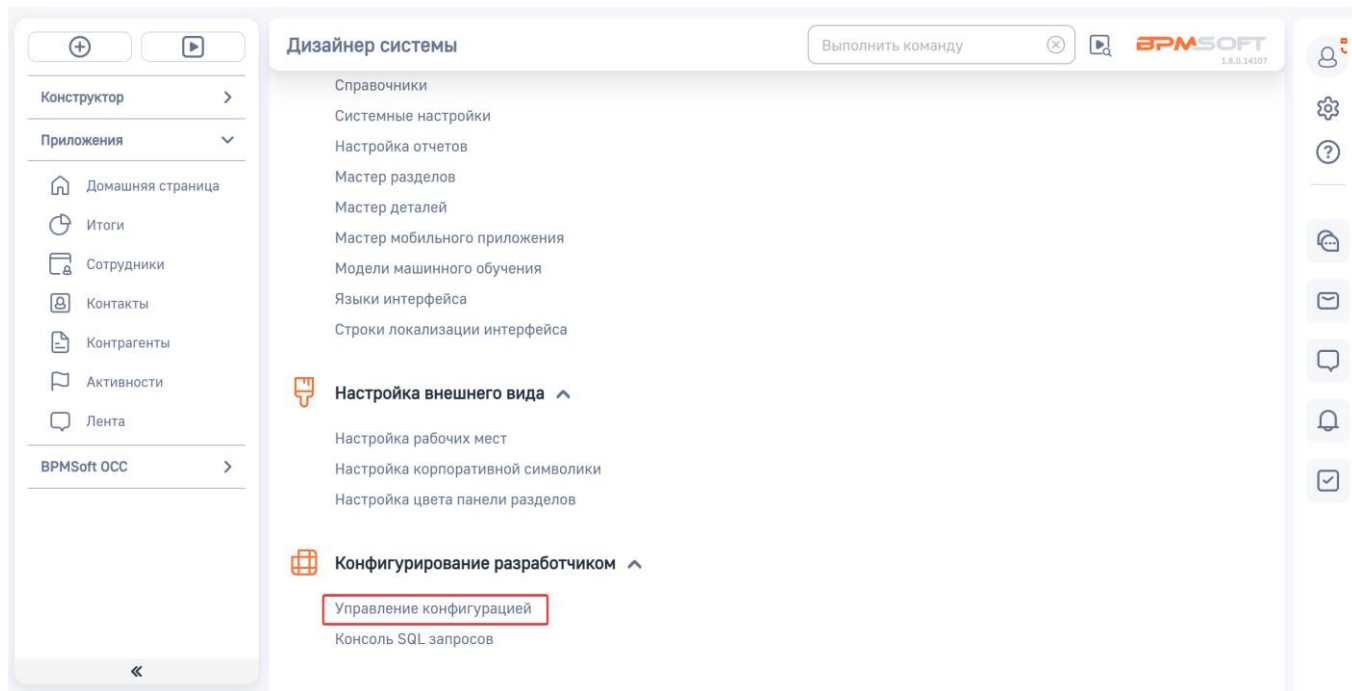 Дизайнер системы
Выполнить команду
BPMSOFT
1.8.0.14107
Конструктор
Приложения
Домашняя страница
Итоги
Сотрудники
Контакты
Контрагенты
Активности
Лента
BPMSoft OCC
Справочники
Системные настройки
Настройка отчетов
Мастер разделов
Мастер деталей
Мастер мобильного приложения
Модели машинного обучения
Языки интерфейса
Строки локализации интерфейса
Настройка внешнего вида
Настройка рабочих мест
Настройка корпоративной символики
Настройка цвета панели разделов
Конфигурирование разработчиком
Управление конфигурацией
Консоль SQL запросов